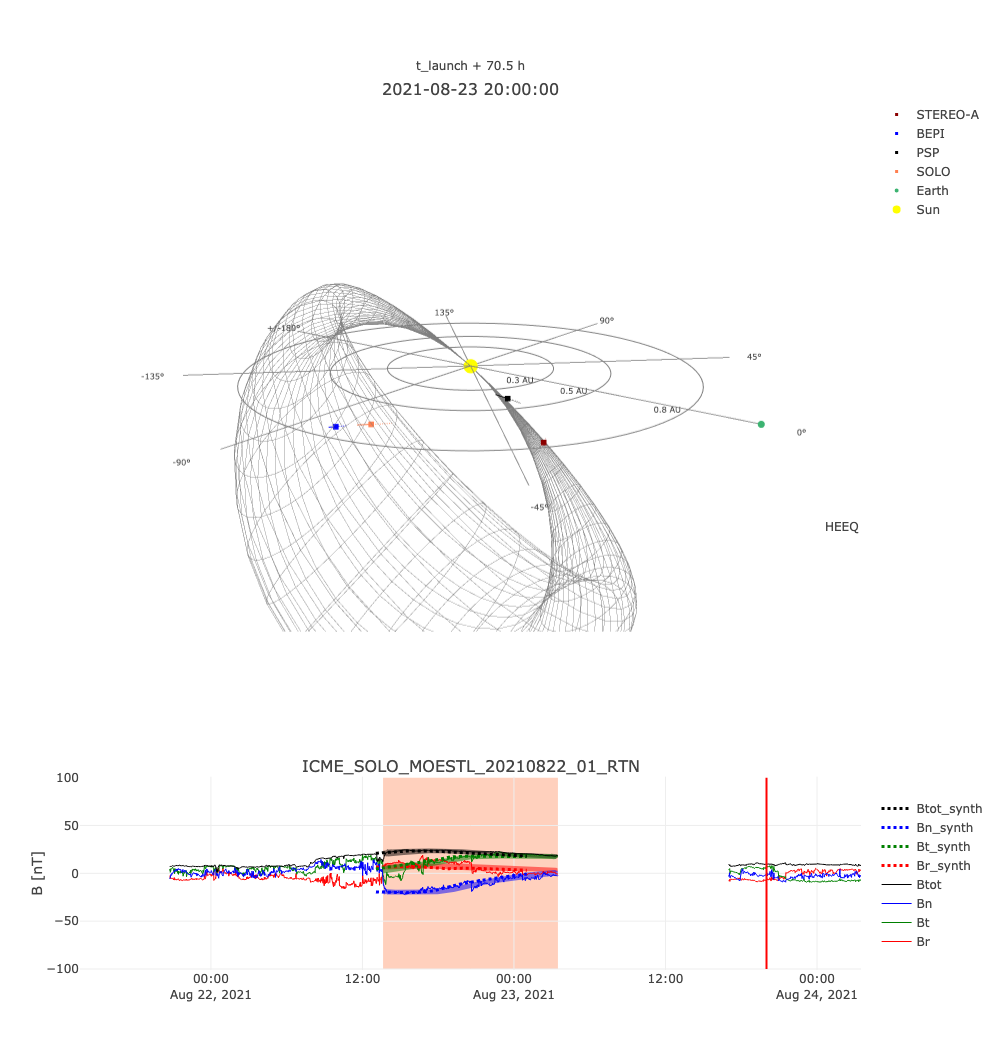 t_launch + 70.5 h
2021-08-23 20:00:00
STEREO-A
BEPI
PSP
SOLO
Earth
Sun
135°
90°
+/-180°
45°
-135°
0.3 AU
0.5 AU
0.8 AU
0°
-90°
-45°
HEEQ
ICME_SOLO_MOESTL_20210822_01_RTN
B [nT]
100
50
0
−50
−100
00:00
Aug 22, 2021
12:00
00:00
Aug 23, 2021
12:00
00:00
Aug 24, 2021
Btot_synth
Bn_synth
Bt_synth
Br_synth
Btot
Bn
Bt
Br